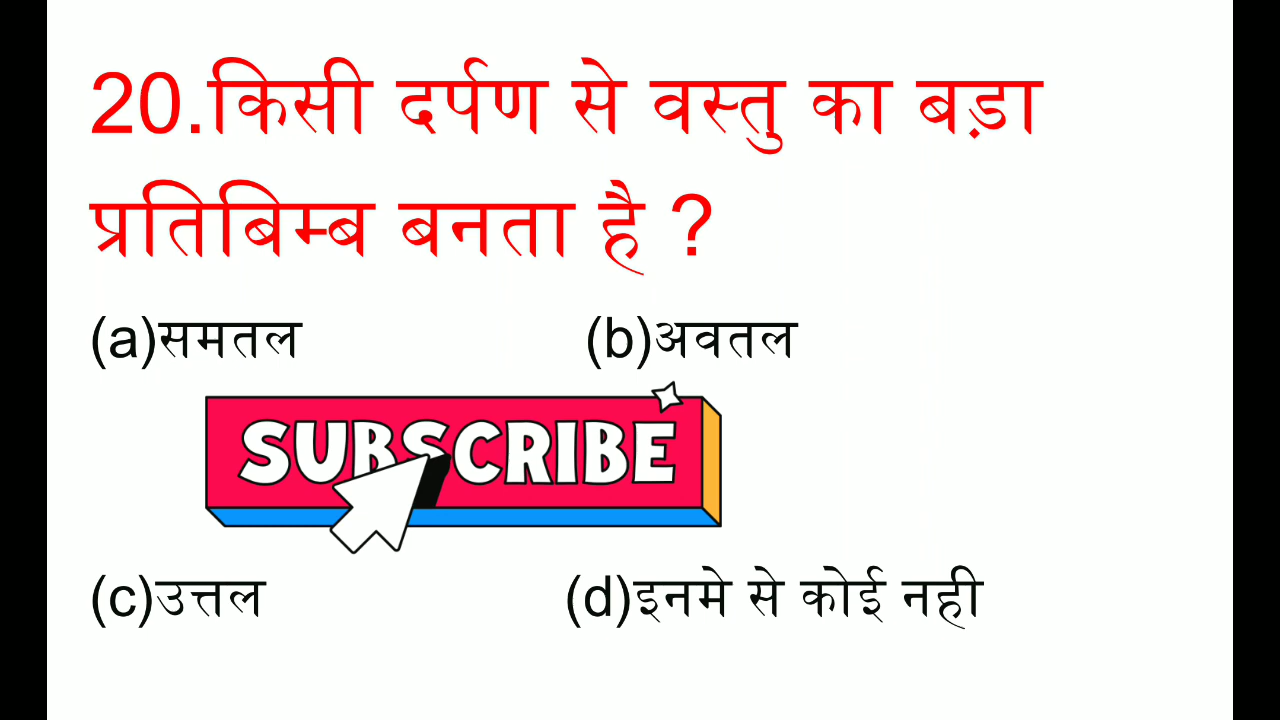 20.किसी दर्पण से वस्तु का बड़ा
प्रतिबिम्ब बनता है ?
(a)समतल (b)अवतल
SUBSCRIBE
(c)उत्तल (d)इनमे से कोई नही